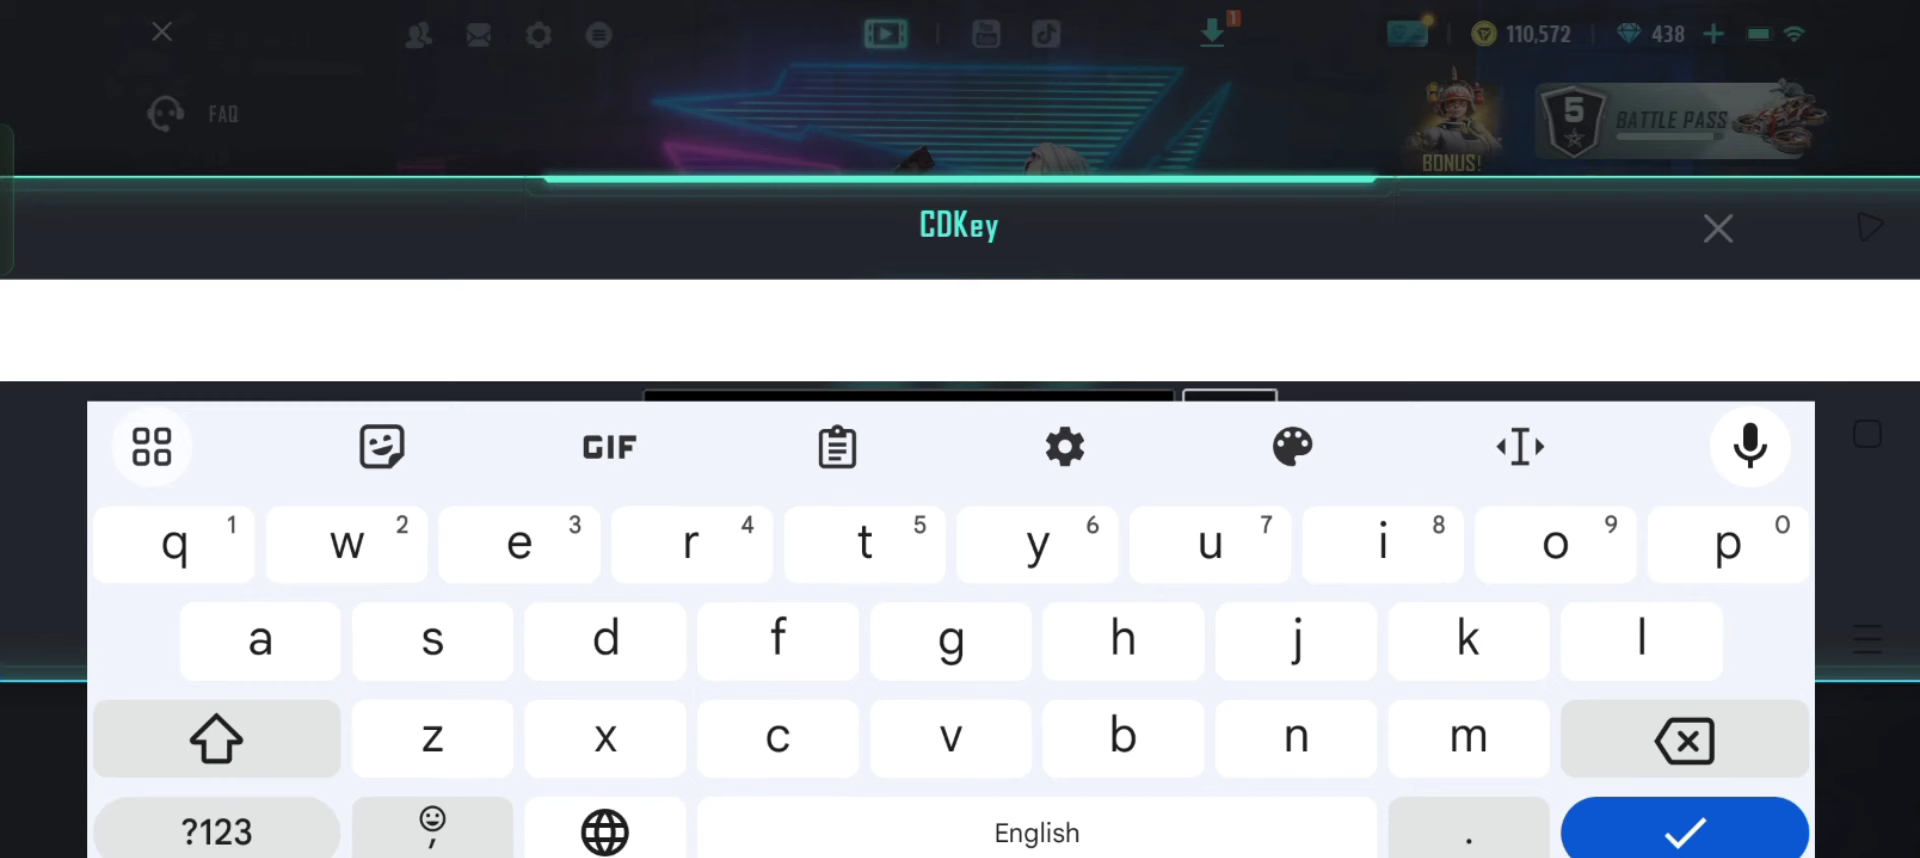 1
110,572
438
FAQ
5
BATTLE PASS
BONUS!
CDKey
GIF
q 1 w 2 e 3 r 4 t 5 y 6 u 7 i 8 o 9 p 0
a s d f g h j k l
z x c v b n m
?123 , English .